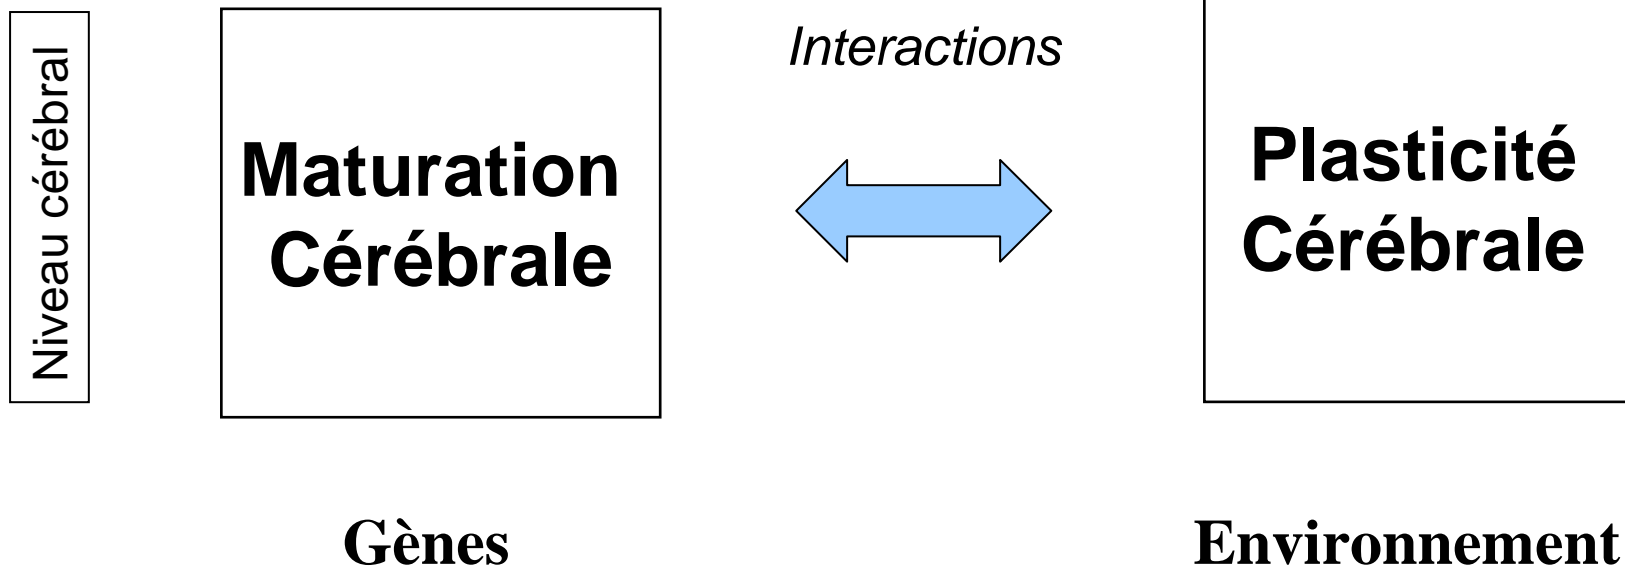 Niveau cérébral
Maturation
Cérébrale
Interactions
Plasticité
Cérébrale
Gènes
Environnement